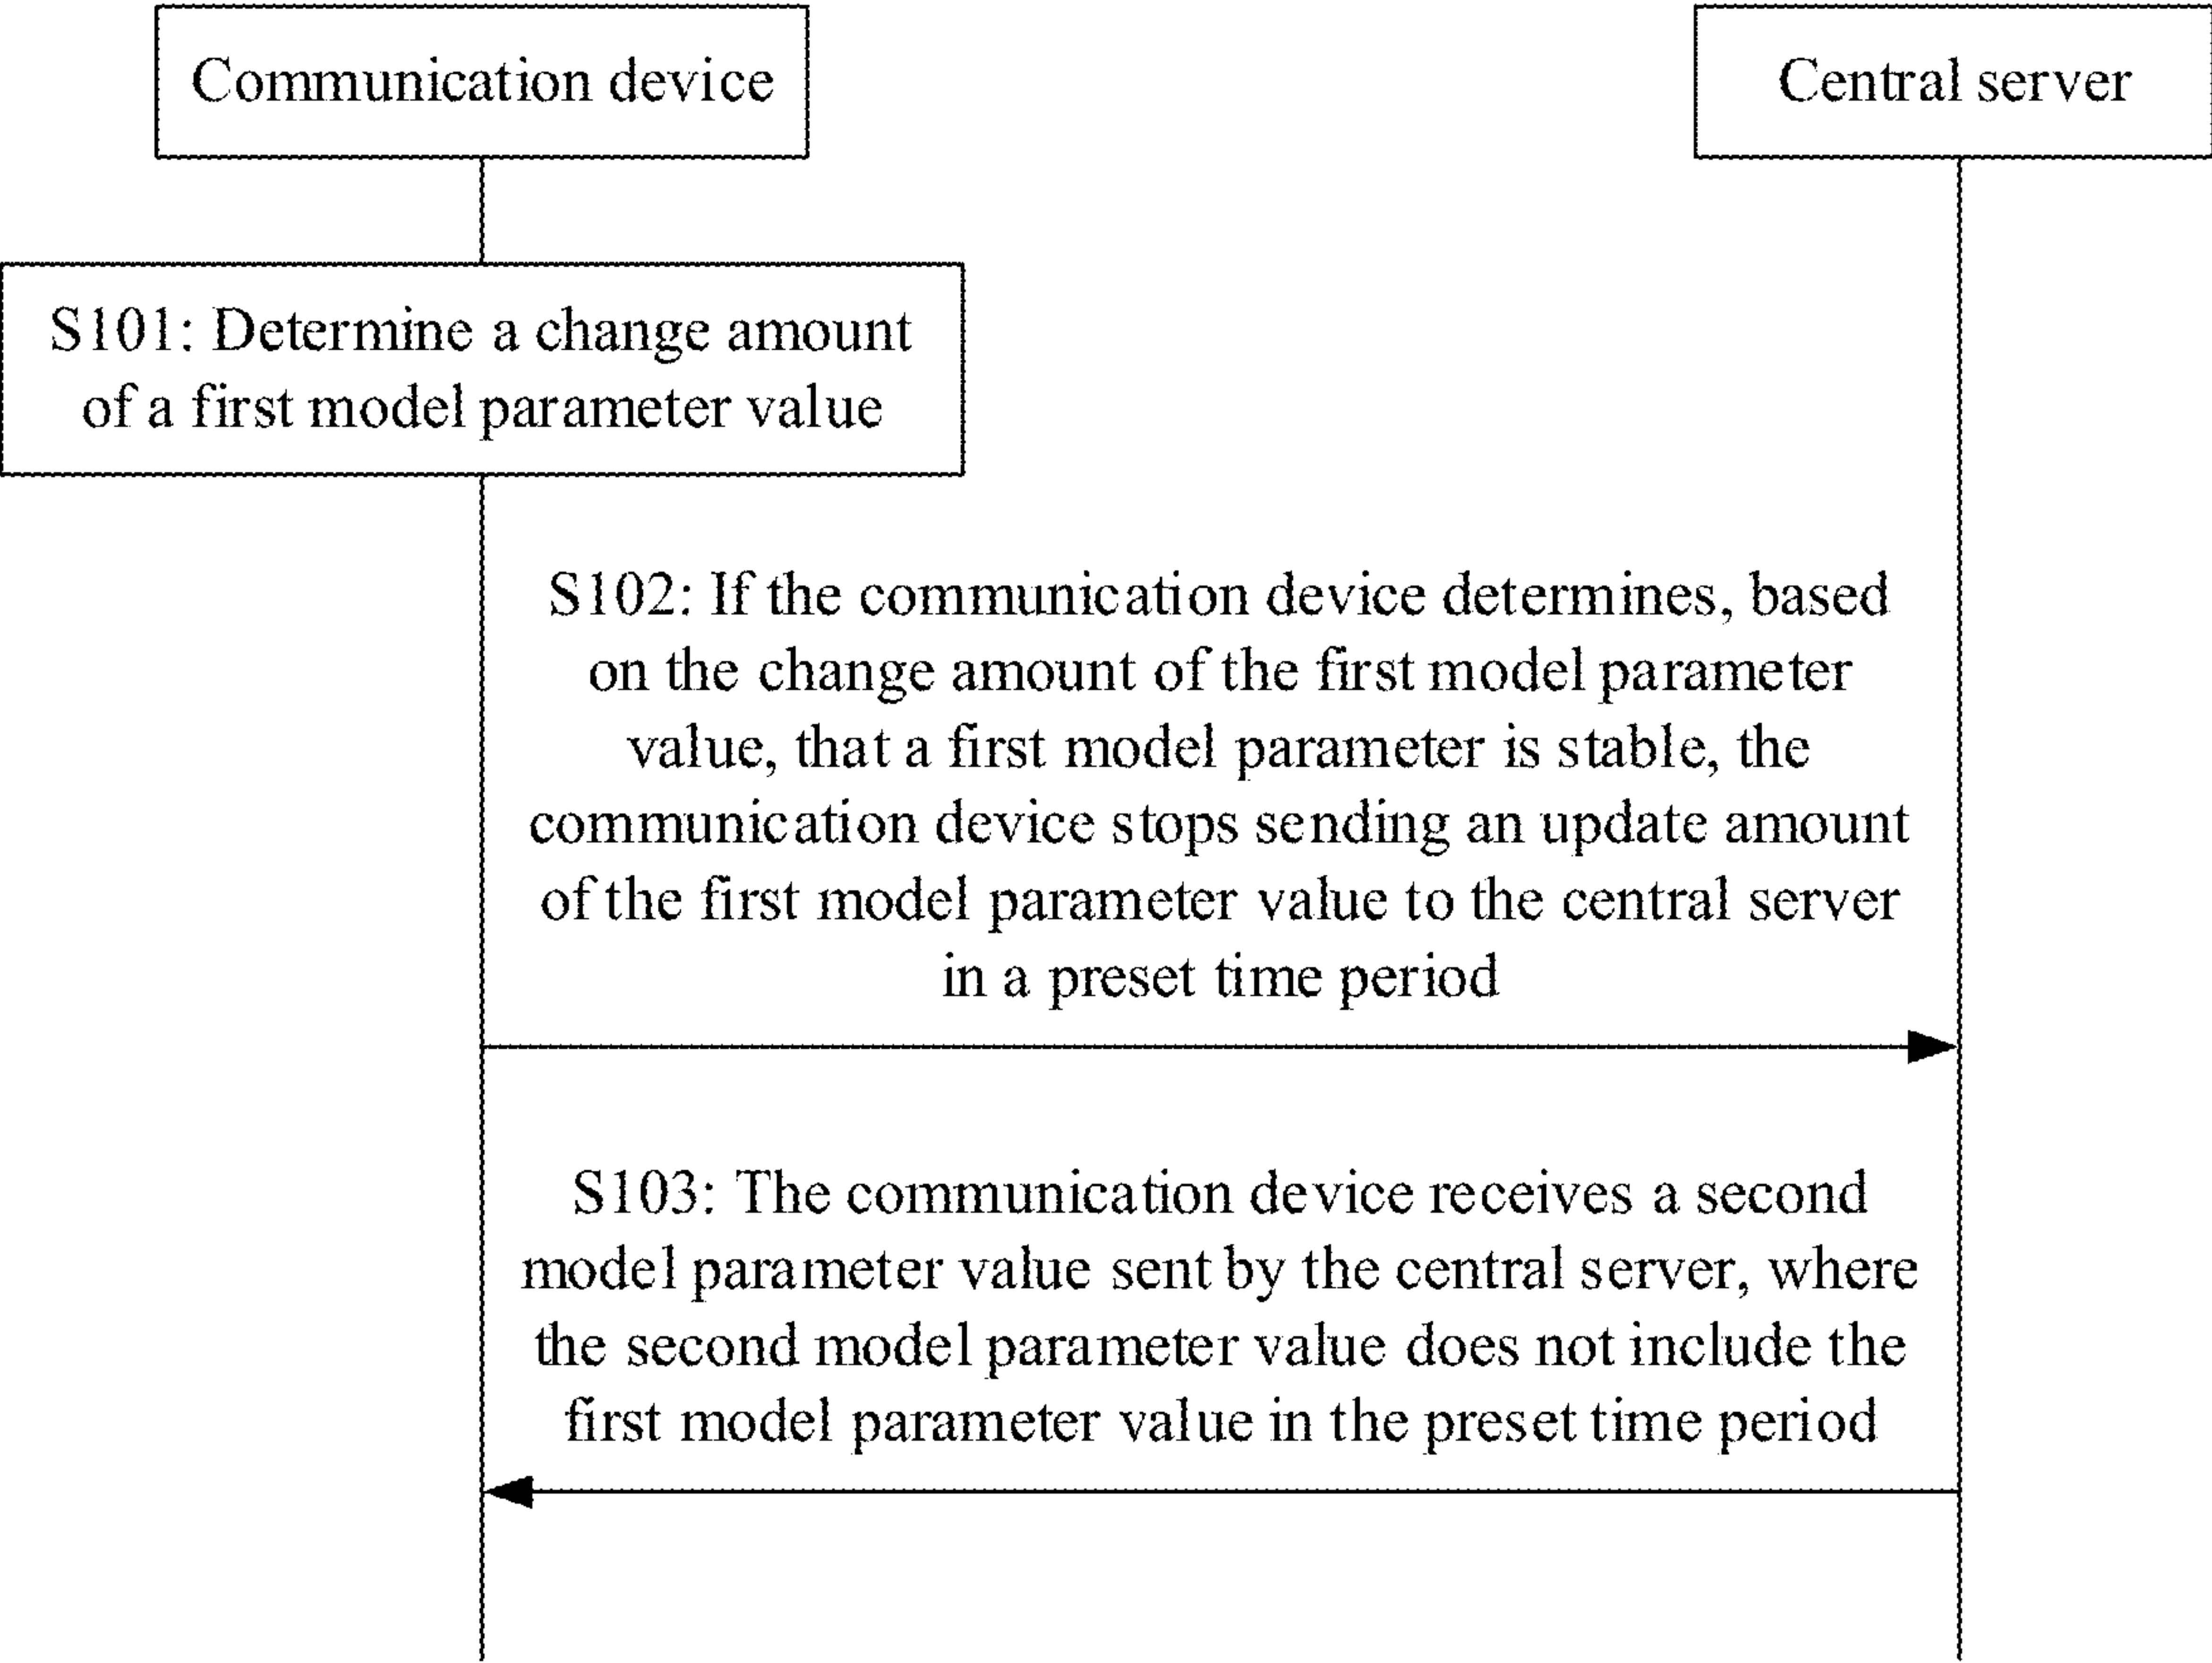 Communication device
Central server
S101: Determine a change amount
of a first model parameter value
S102: If the communication device determines, based
on the change amount of the first model parameter
value, that a first model parameter is stable, the
communication device stops sending an update amount
of the first model parameter value to the central server
in a preset time period
S103: The communication device receives a second
model parameter value sent by the central server, where
the second model parameter value does not include the
first model parameter value in the preset time period